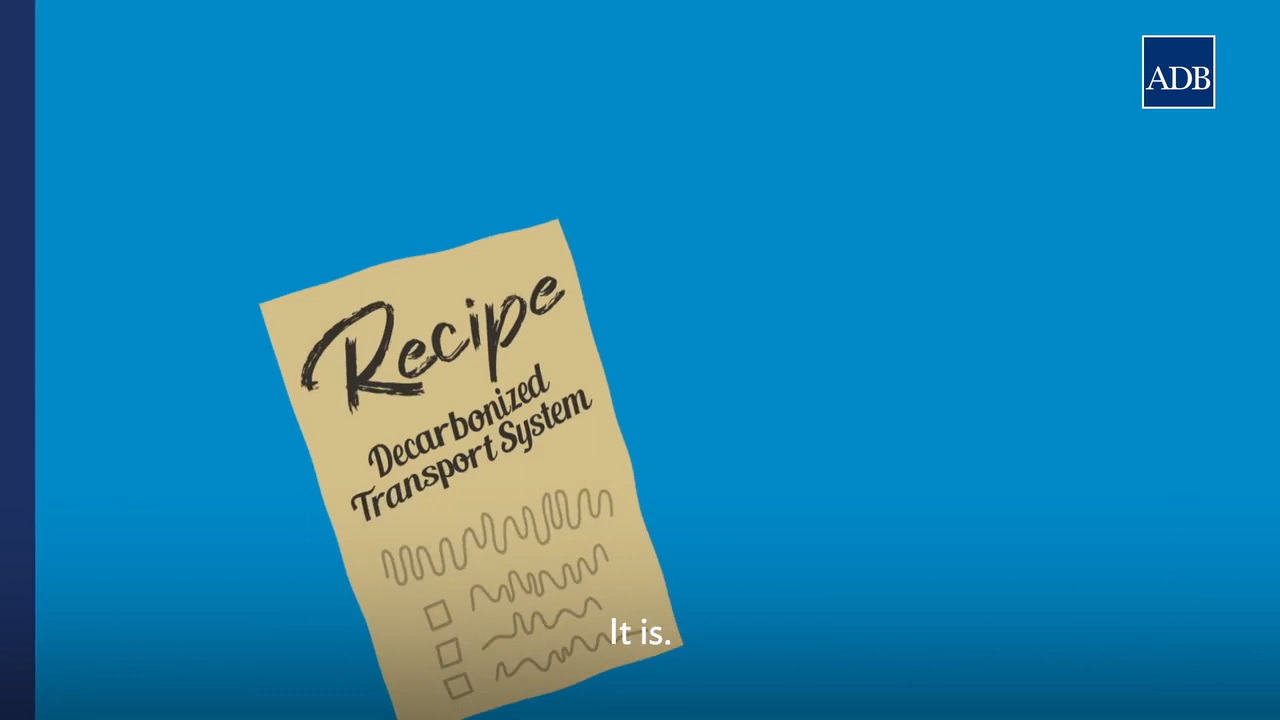 ADB
Recipe
Decarbonized
Transport System
It is.